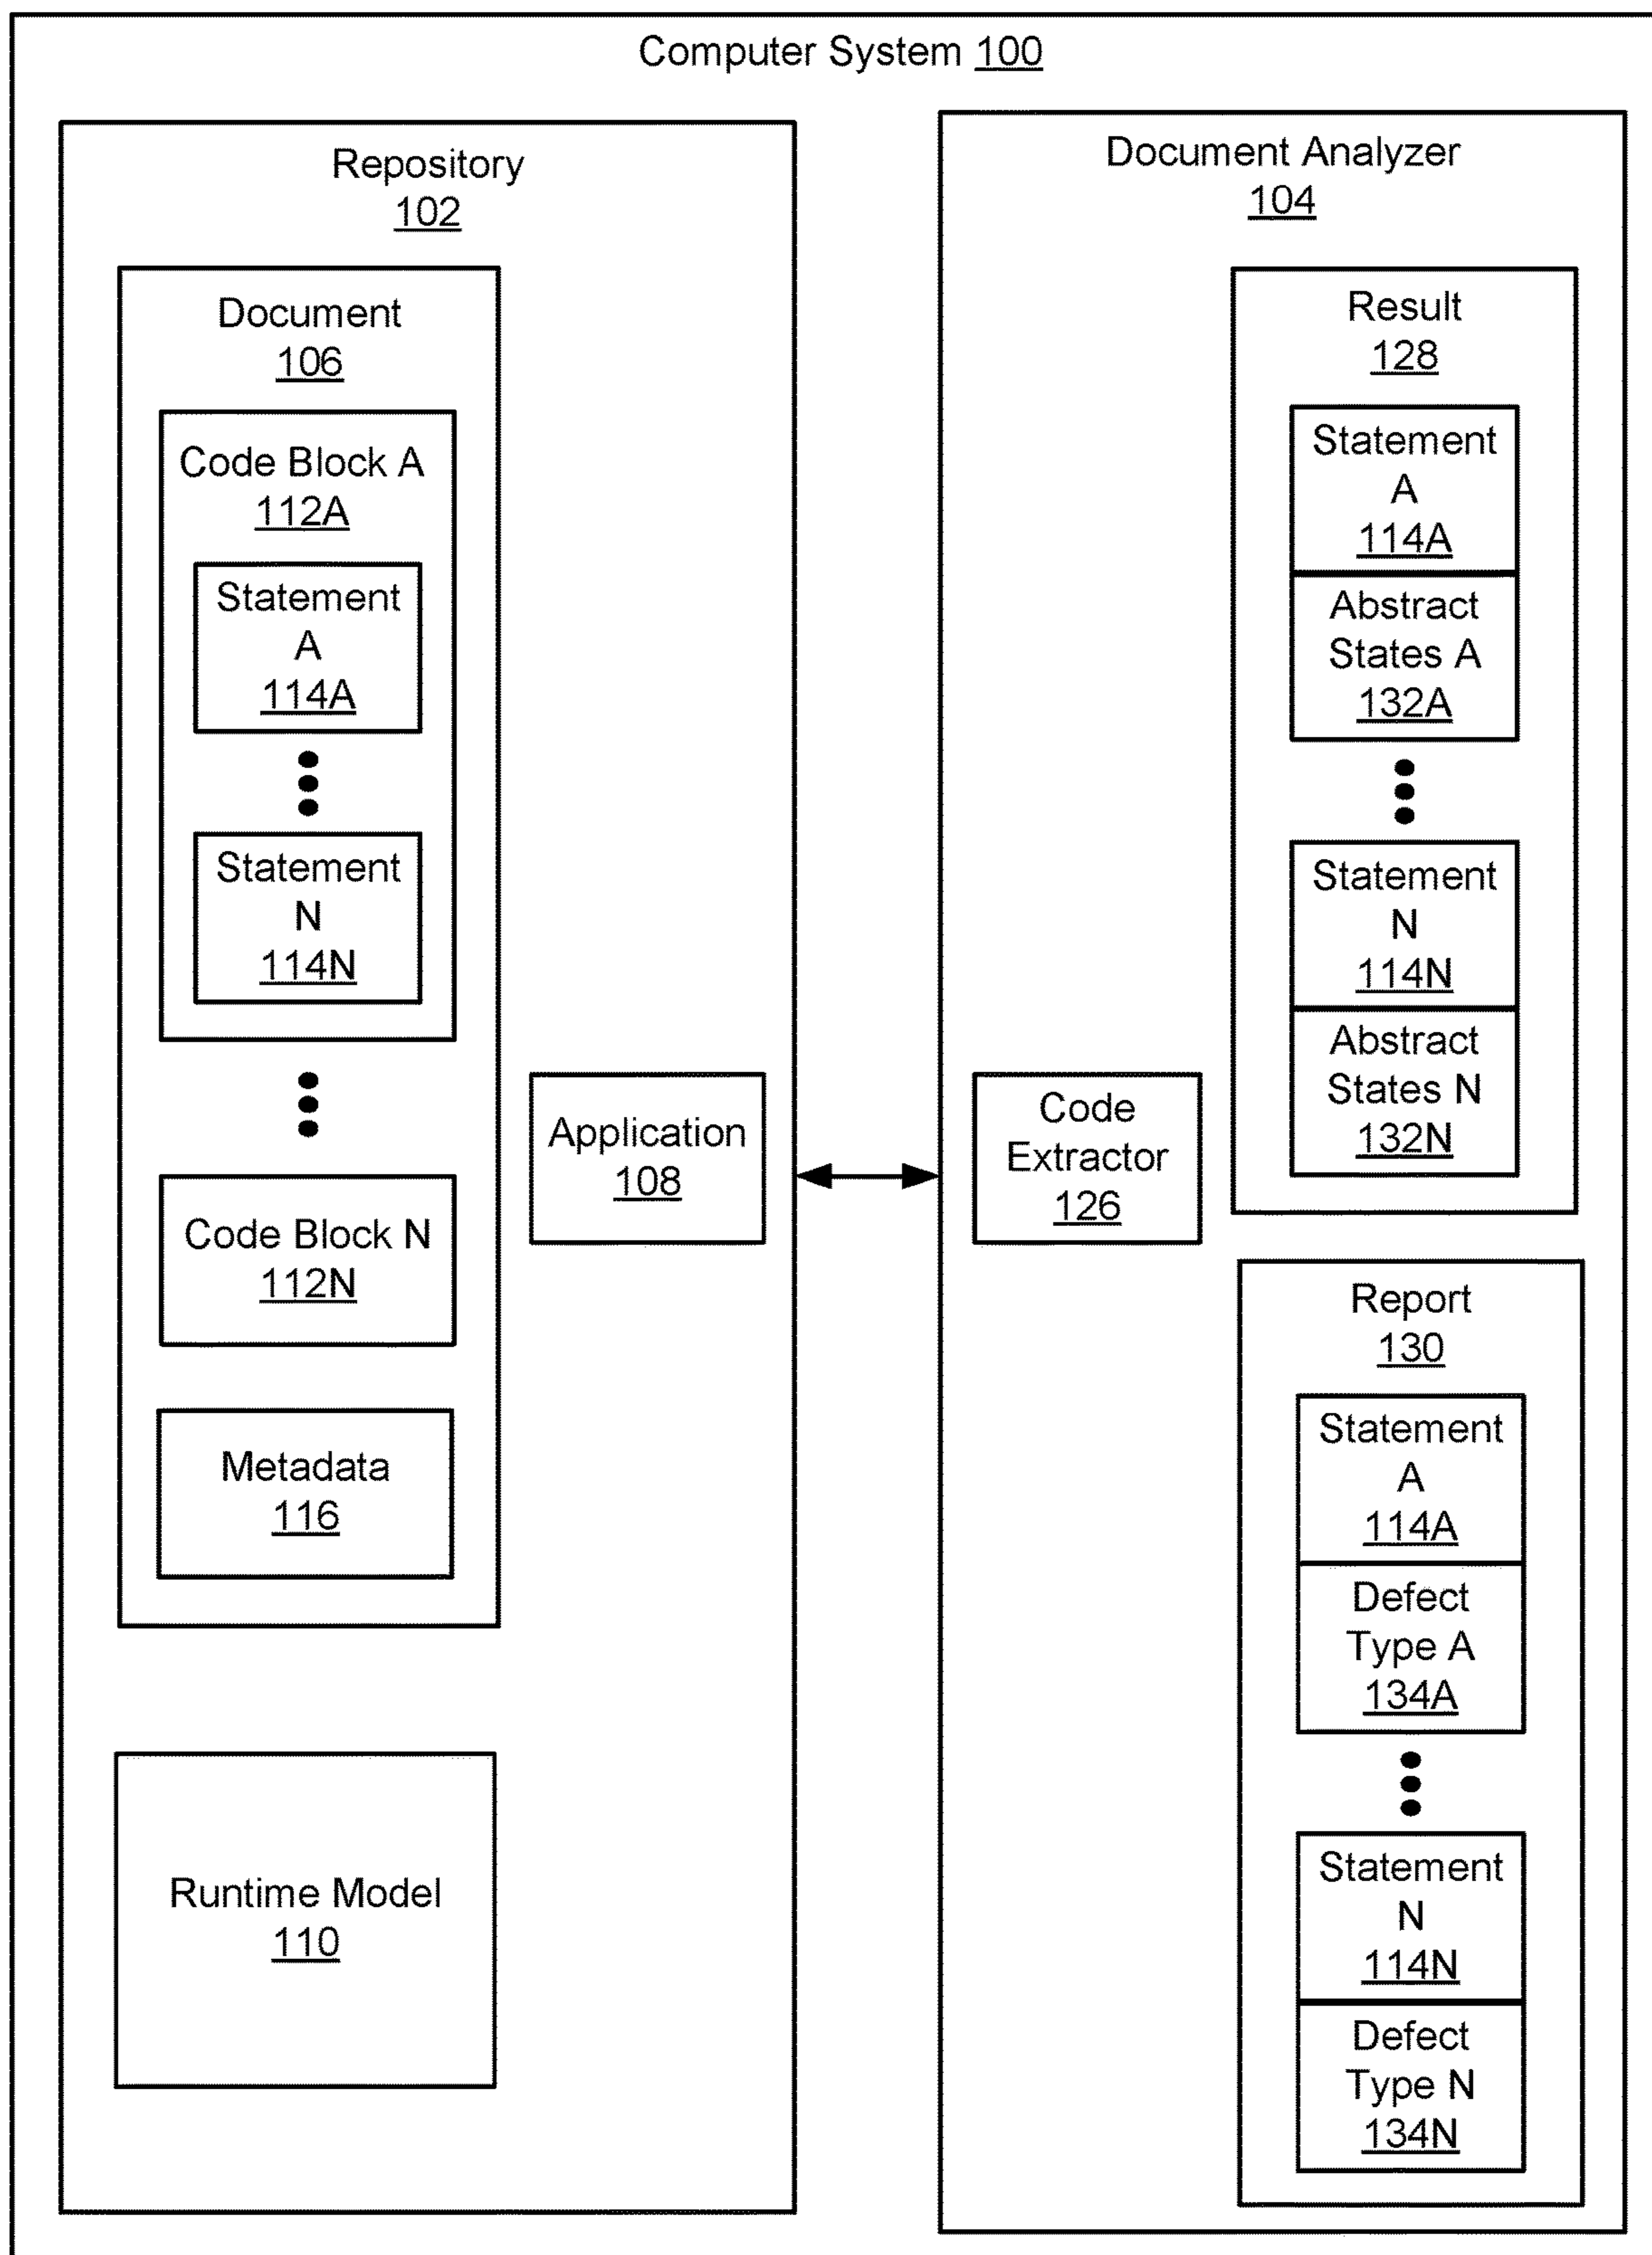 Computer System 100
Repository
102
Document
106
Code Block A
112A
Statement
A
114A
Statement
N
114N
Code Block N
112N
Metadata
116
Runtime Model
110
Application
108
Document Analyzer
104
Code
Extractor
126
Result
128
Statement
A
114A
Abstract
States A
132A
Statement
N
114N
Abstract
States N
132N
Report
130
Statement
A
114A
Defect
Type A
134A
Statement
N
114N
Defect
Type N
134N